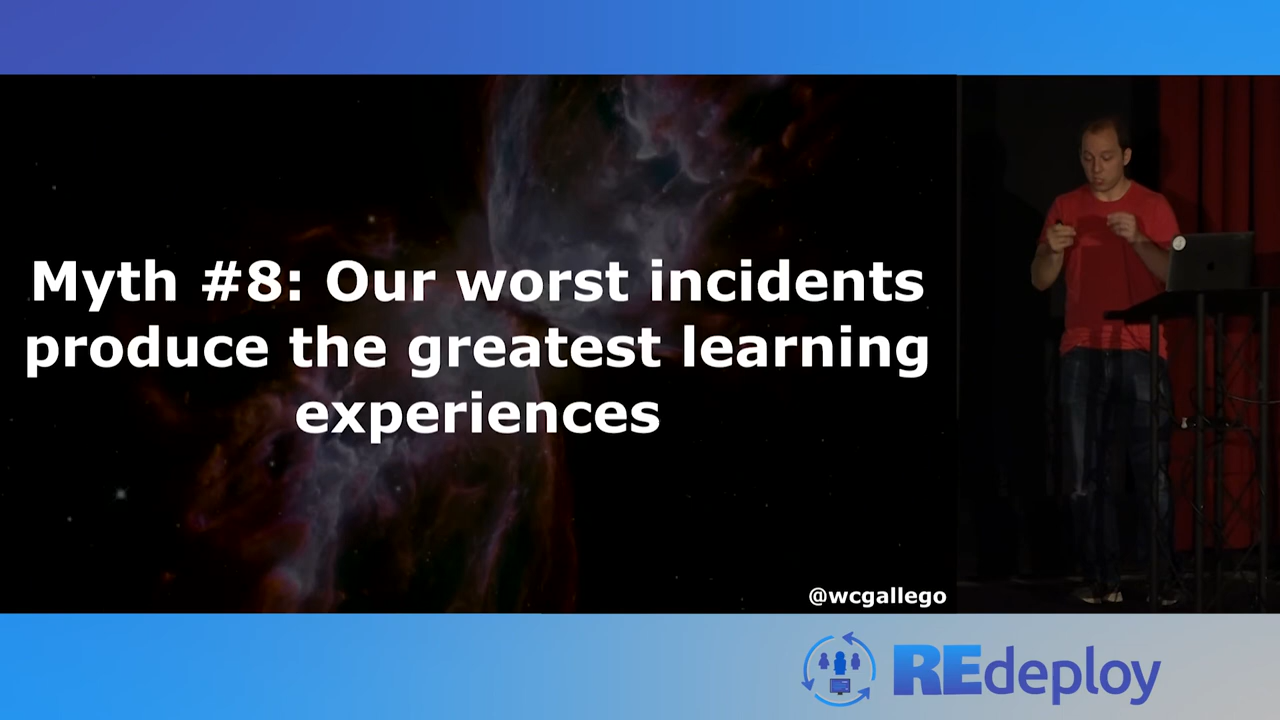 Myth #8: Our worst incidents
produce the greatest learning
experiences
@wcgallego
REdeploy